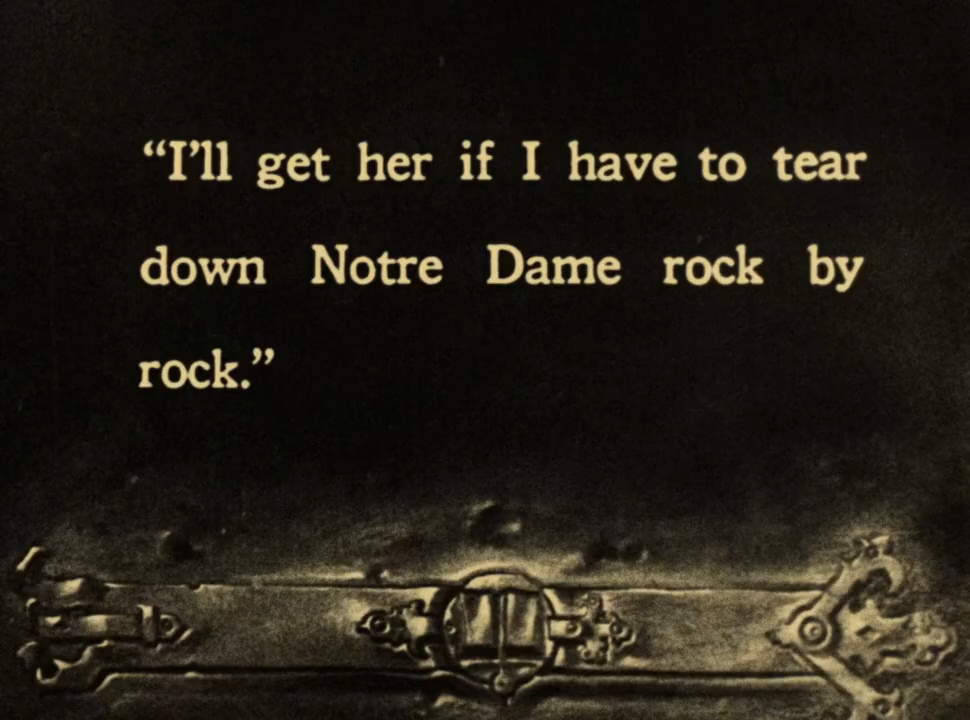 “I’ll get her if I have to tear
down Notre Dame rock by
rock.”